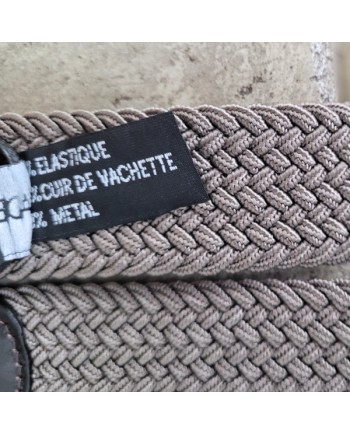 % ELASTIQUE
% CUIR DE VACHETTE
% METAL